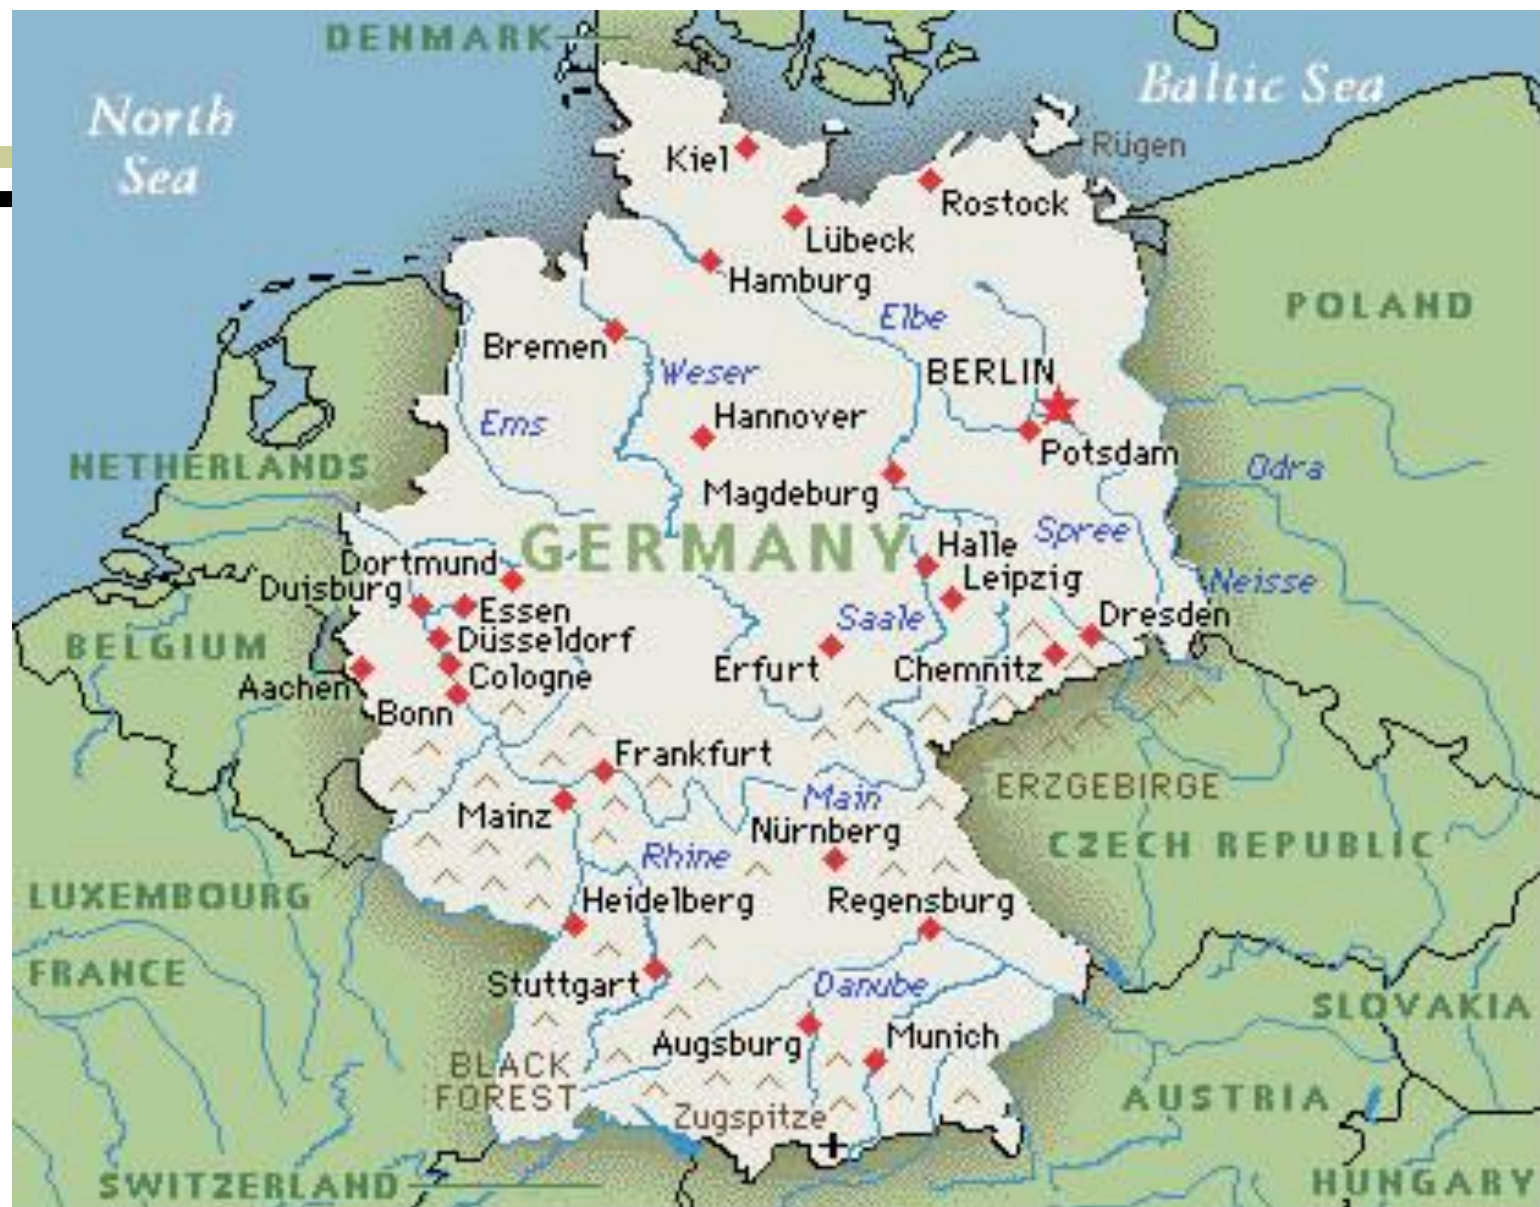 DENMARK
North
Sea
Baltic Sea
Rügen
Kiel
Rostock
Lübeck
Hamburg
POLAND
Elbe
Bremen
BERLIN
Weser
Hannover
Ems
Potsdam
NETHERLANDS
Odra
Magdeburg
GERMANY
Spree
Halle
Dortmund
Leipzig
Neisse
Duisburg
Essen
Saale
Dresden
BELGIUM
Düsseldorf
Erfurt
Chemnitz
Cologne
Aachen
Bonn
Frankfurt
ERZGEBIRGE
Main
Mainz
Nürnberg
CZECH REPUBLIC
Rhine
LUXEMBOURG
Heidelberg
Regensburg
FRANCE
Stuttgart
Danube
SLOVAKIA
Augsburg
Munich
BLACK
FOREST
AUSTRIA
Zugspitze
SWITZERLAND
HUNGARY